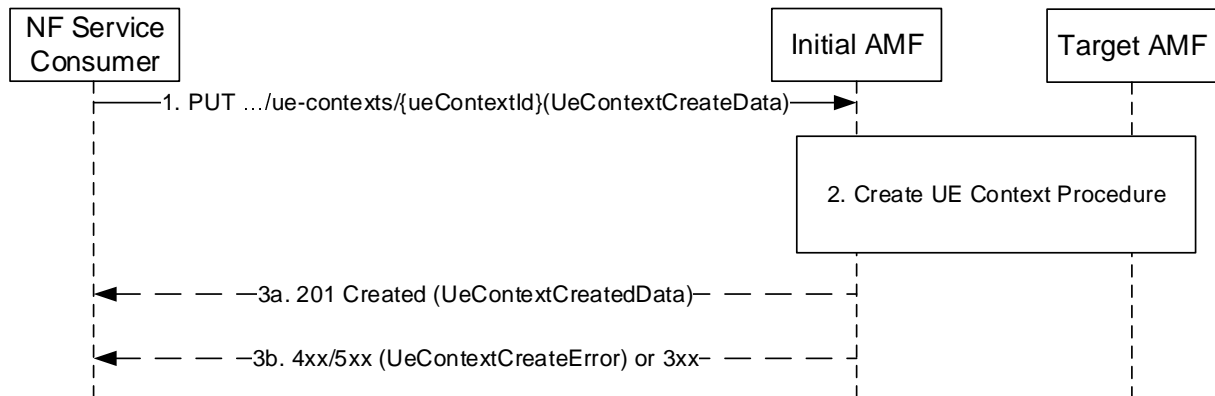 NF Service
Consumer
Initial AMF
Target AMF
1. PUT …/ue-contexts/{ueContextId}(UeContextCreateData)
2. Create UE Context Procedure
3a. 201 Created (UeContextCreatedData)
3b. 4xx/5xx (UeContextCreateError) or 3xx